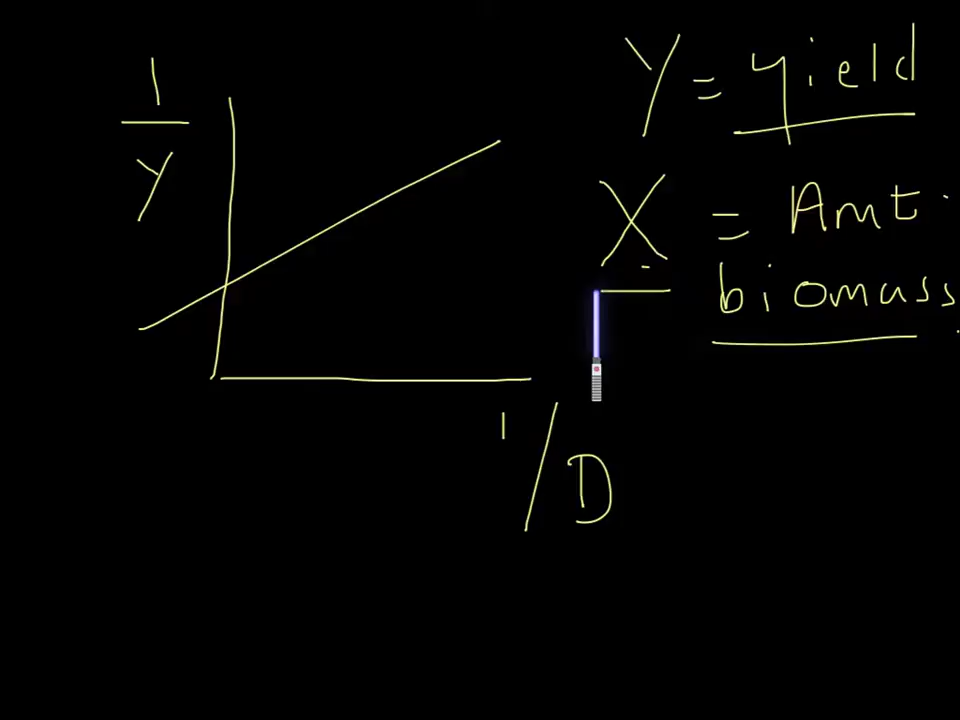 1
y
1/D
Y = yield
X = Amt.
biomass